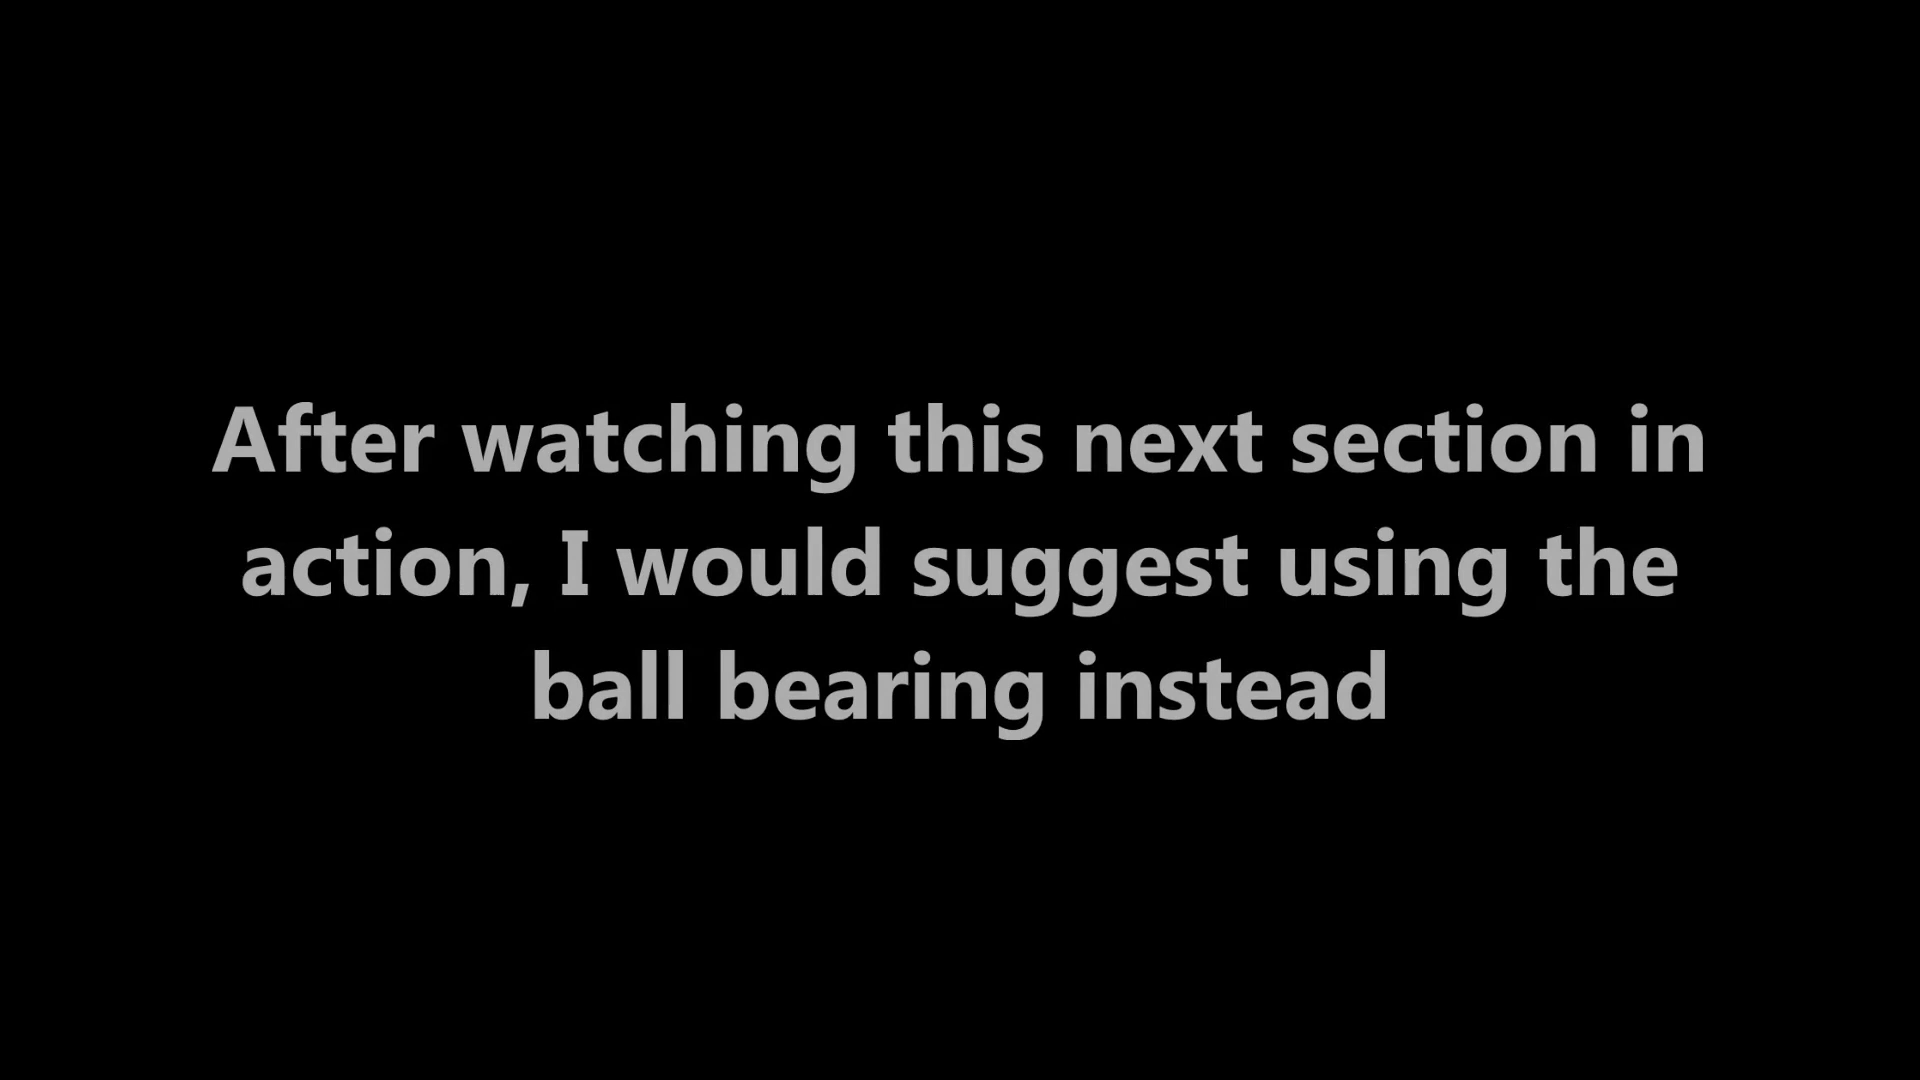 After watching this next section in
action, I would suggest using the
ball bearing instead